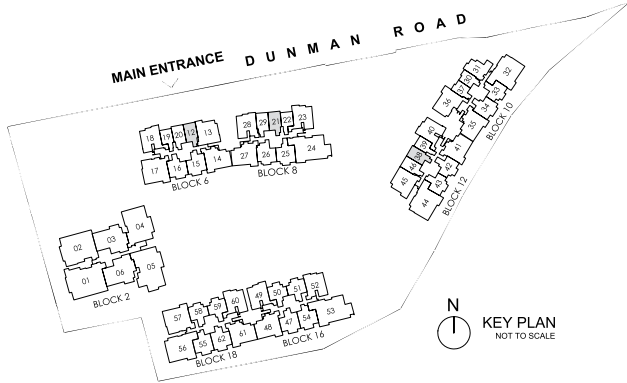 DUNMAN ROAD
MAIN ENTRANCE
18 19 20 12 13
17 16 15 14
BLOCK 6
28 29 21 22 23
27 26 25 24
BLOCK 8
31 30 37 36
32 33 34 35
BLOCK 10
40 39 38 46 45
41 42 43 44
BLOCK 12
02 03 04
01 06 05
BLOCK 2
57 58 59 60
56 55 62 61
BLOCK 18
49 50 51 52
48 47 54 53
BLOCK 16
N
KEY PLAN
NOT TO SCALE